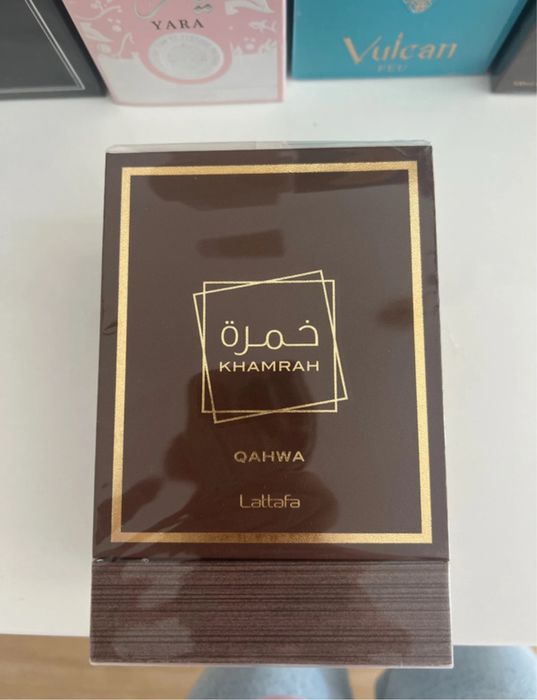 YARA
Vulcan
FEU
خمرة
KHAMRAH
QAHWA
Lattafa